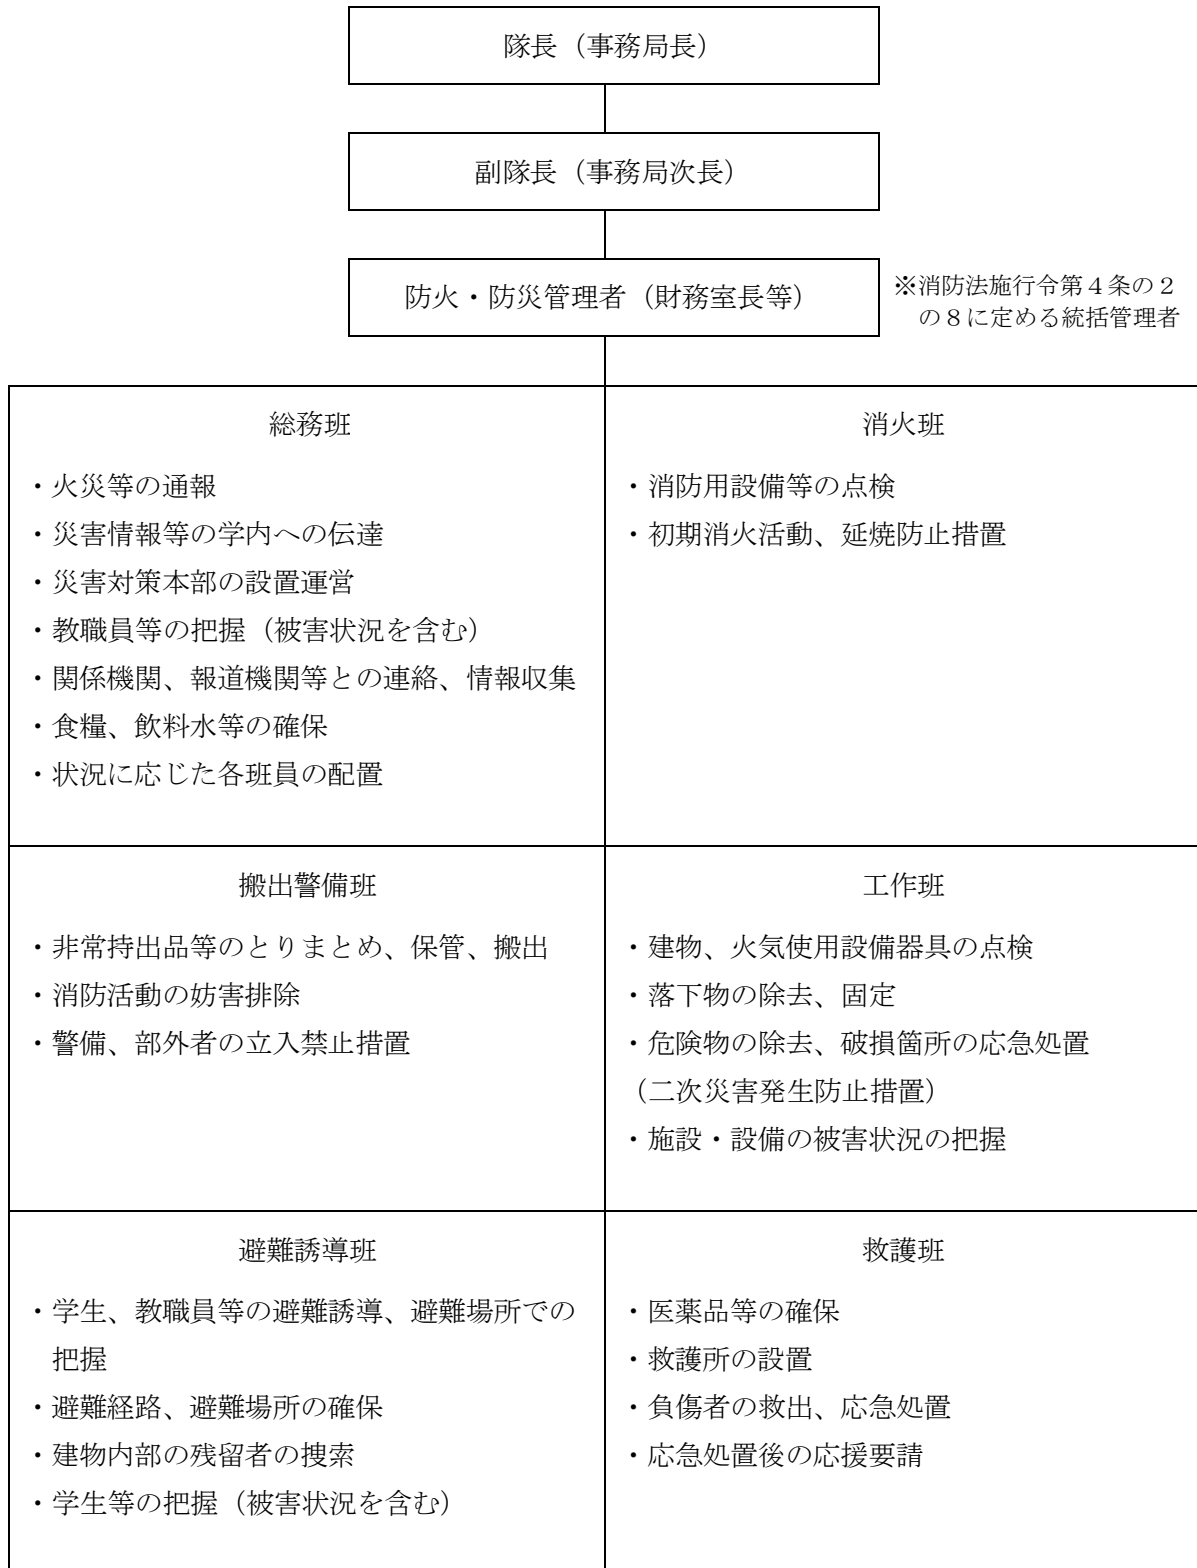 隊長（事務局長）
副隊長（事務局次長）
防火・防災管理者（財務室長等）
※消防法施行令第４条の２
の８に定める統括管理者
総務班
・火災等の通報
・災害情報等の学内への伝達
・災害対策本部の設置運営
・教職員等の把握（被害状況を含む）
・関係機関、報道機関等との連絡、情報収集
・食糧、飲料水等の確保
・状況に応じた各班員の配置
消火班
・消防用設備等の点検
・初期消火活動、延焼防止措置
搬出警備班
・非常持出品等のとりまとめ、保管、搬出
・消防活動の妨害排除
・警備、部外者の立入禁止措置
工作班
・建物、火気使用設備器具の点検
・落下物の除去、固定
・危険物の除去、破損箇所の応急処置
（二次災害発生防止措置）
・施設・設備の被害状況の把握
避難誘導班
・学生、教職員等の避難誘導、避難場所での
把握
・避難経路、避難場所の確保
・建物内部の残留者の捜索
・学生等の把握（被害状況を含む）
救護班
・医薬品等の確保
・救護所の設置
・負傷者の救出、応急処置
・応急処置後の応援要請